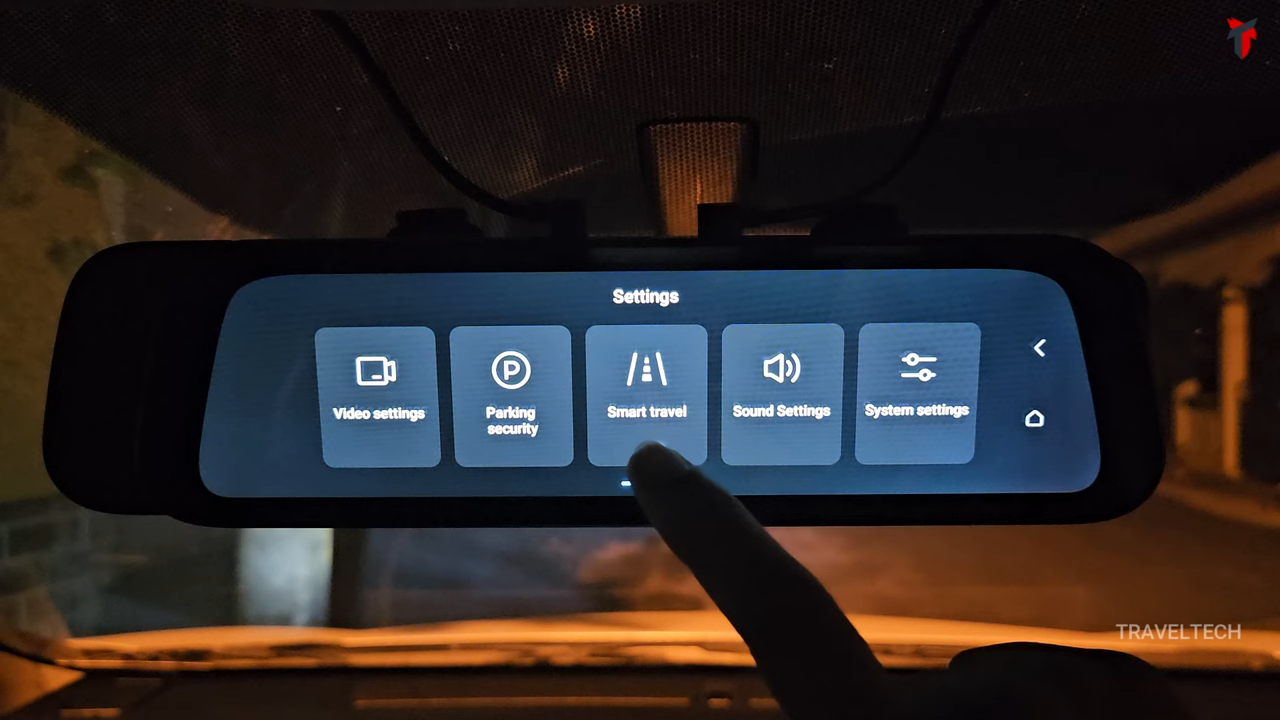 Settings
Video settings
Parking
security
Smart travel
Sound Settings
System settings
TRAVELTECH